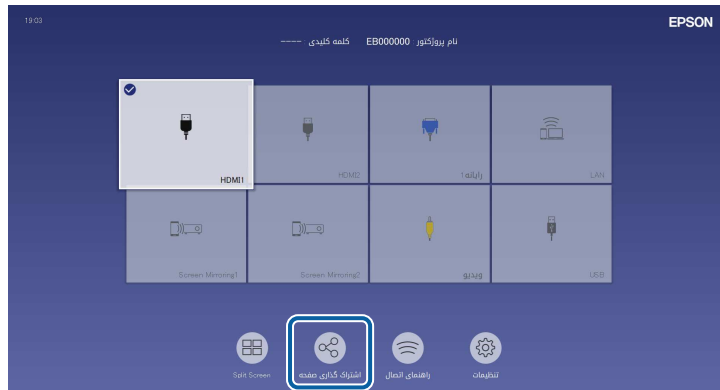 19:03
EPSON
نام پروژکتور EB000000 کلمه کلیدی ----
HDMI1
HDMI2
رایانه1
LAN
Screen Mirroring1
Screen Mirroring2
ویدیو
USB
Split Screen
اشتراک گذاری صفحه
راهنمای اتصال
تنظیمات